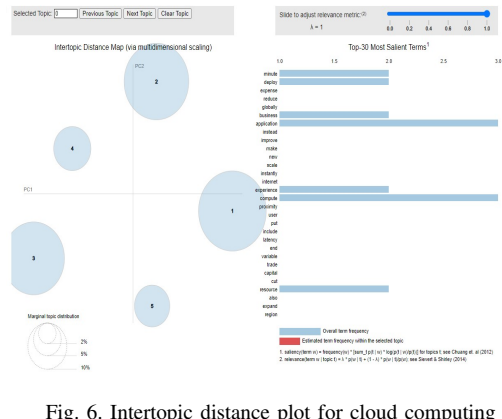 Selected Topic: 0 Previous Topic Next Topic Clear Topic
Slide to adjust relevance metric:(2)
λ = 1
0.0 0.2 0.4 0.6 0.8 1.0
Intertopic Distance Map (via multidimensional scaling)
PC2
PC1
2
4
1
3
5
Marginal topic distribution
2%
5%
10%
Top-30 Most Salient Terms1
1.0 1.5 2.0 2.5 3.0
minute
deploy
expense
reduce
globally
business
application
instead
improve
make
new
scale
instantly
internet
experience
compute
proximity
user
put
include
latency
end
variable
trade
capital
cut
resource
also
expand
region
Overall term frequency
Estimated term frequency within the selected topic
1. saliency(term w) = frequency(w) * [sum_t p(t | w) * log(p(t | w)/p(t))] for topics t; see Chuang et. al (2012)
2. relevance(term w | topic t) = λ * p(w | t) + (1 - λ) * p(w | t)/p(w); see Sievert & Shirley (2014)
Fig. 6. Intertopic distance plot for cloud computing